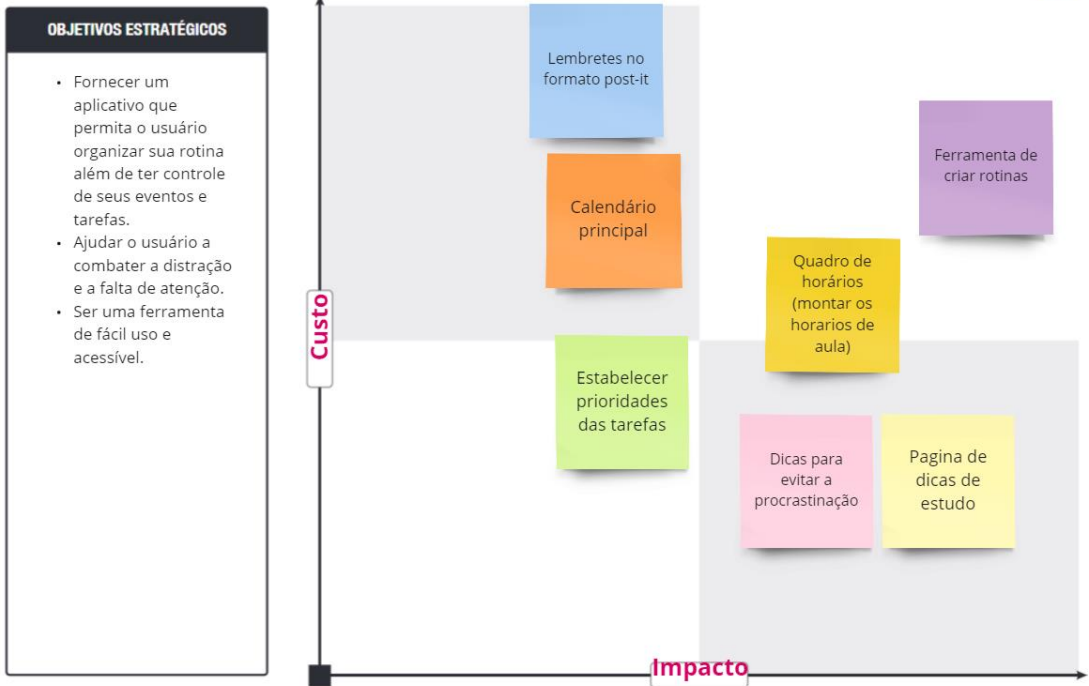 OBJETIVOS ESTRATÉGICOS
• Fornecer um
aplicativo que
permita o usuário
organizar sua rotina
além de ter controle
de seus eventos e
tarefas.
• Ajudar o usuário a
combater a distração
e a falta de atenção.
• Ser uma ferramenta
de fácil uso e
acessível.
Custo
Lembretes no
formato post-it
Calendário
principal
Ferramenta de
criar rotinas
Quadro de
horários
(montar os
horarios de
aula)
Estabelecer
prioridades
das tarefas
Dicas para
evitar a
procrastinação
Pagina de
dicas de
estudo
Impacto